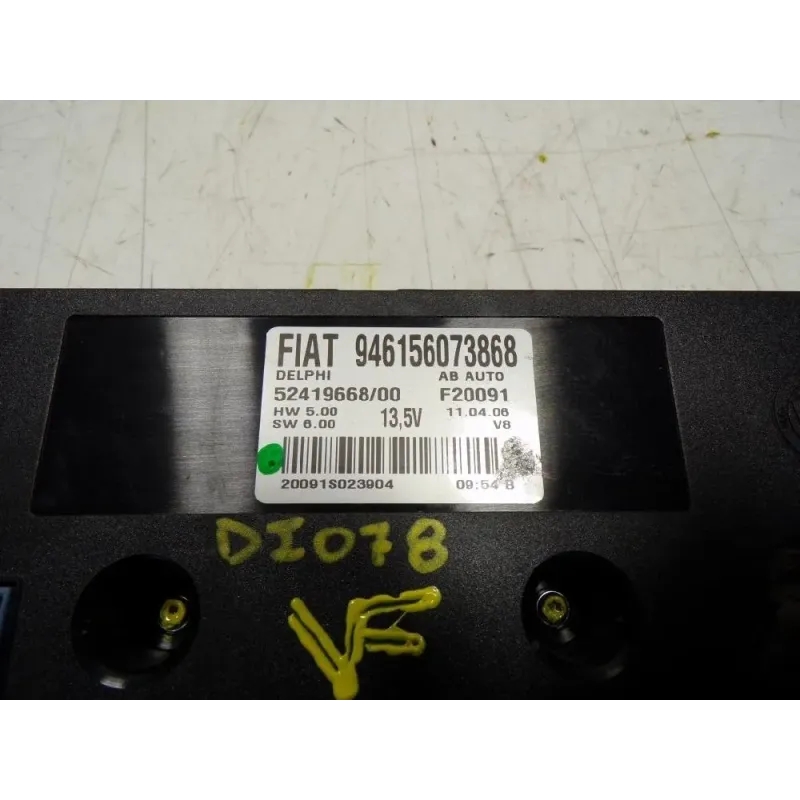 FIAT 946156073868
DELPHI AB AUTO
52419668/00 F20091
HW 5.00 13,5V 11.04.06
SW 6.00 V8
20091S023904 09:54 8
DI078
VF